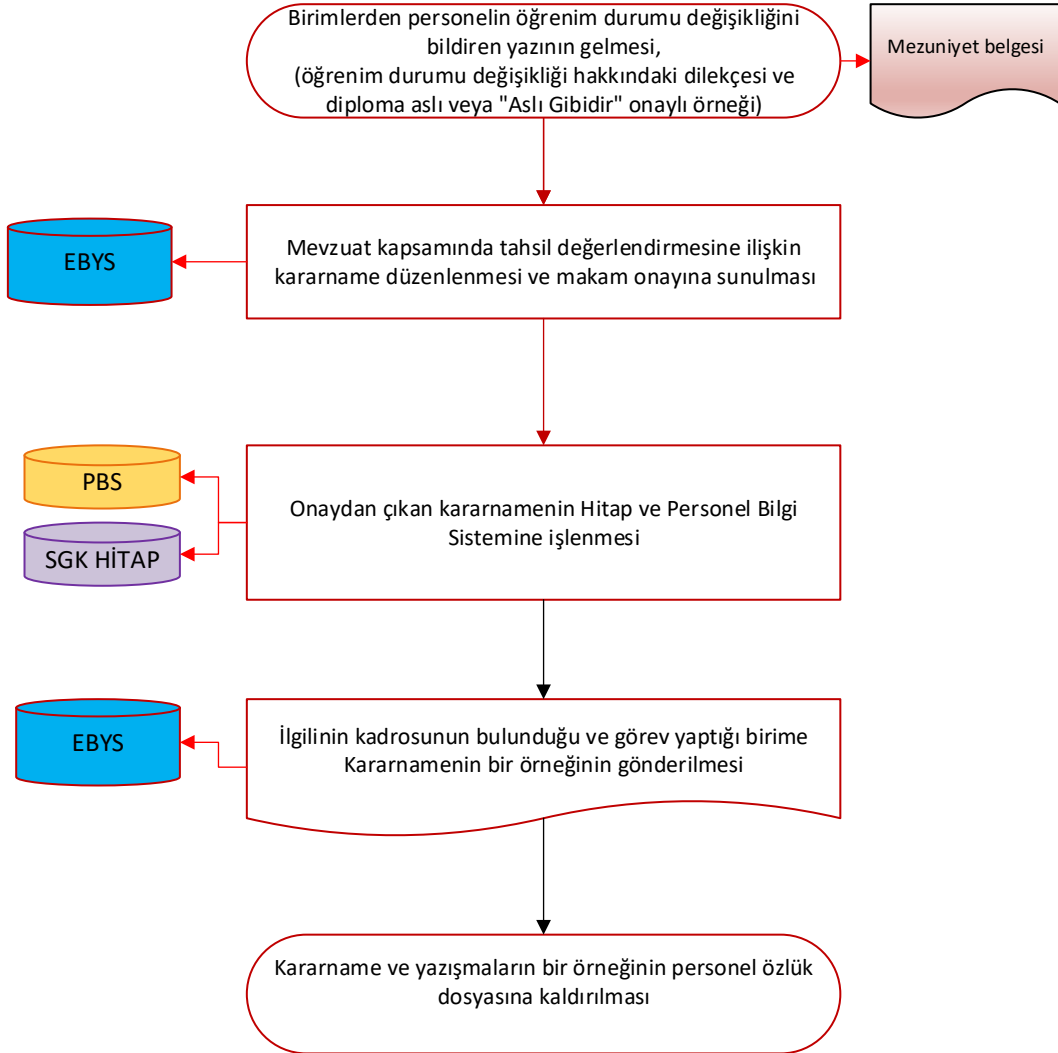 Birimlerden personelin öğrenim durumu değişikliğini
bildiren yazının gelmesi,
(öğrenim durumu değişikliği hakkındaki dilekçesi ve
diploma aslı veya "Aslı Gibidir" onaylı örneği)
Mezuniyet belgesi
EBYS
Mevzuat kapsamında tahsil değerlendirmesine ilişkin
kararname düzenlenmesi ve makam onayına sunulması
PBS
SGK HİTAP
Onaydan çıkan kararnamenin Hitap ve Personel Bilgi
Sistemine işlenmesi
EBYS
İlgilinin kadrosunun bulunduğu ve görev yaptığı birime
Kararnamenin bir örneğinin gönderilmesi
Kararname ve yazışmaların bir örneğinin personel özlük
dosyasına kaldırılması